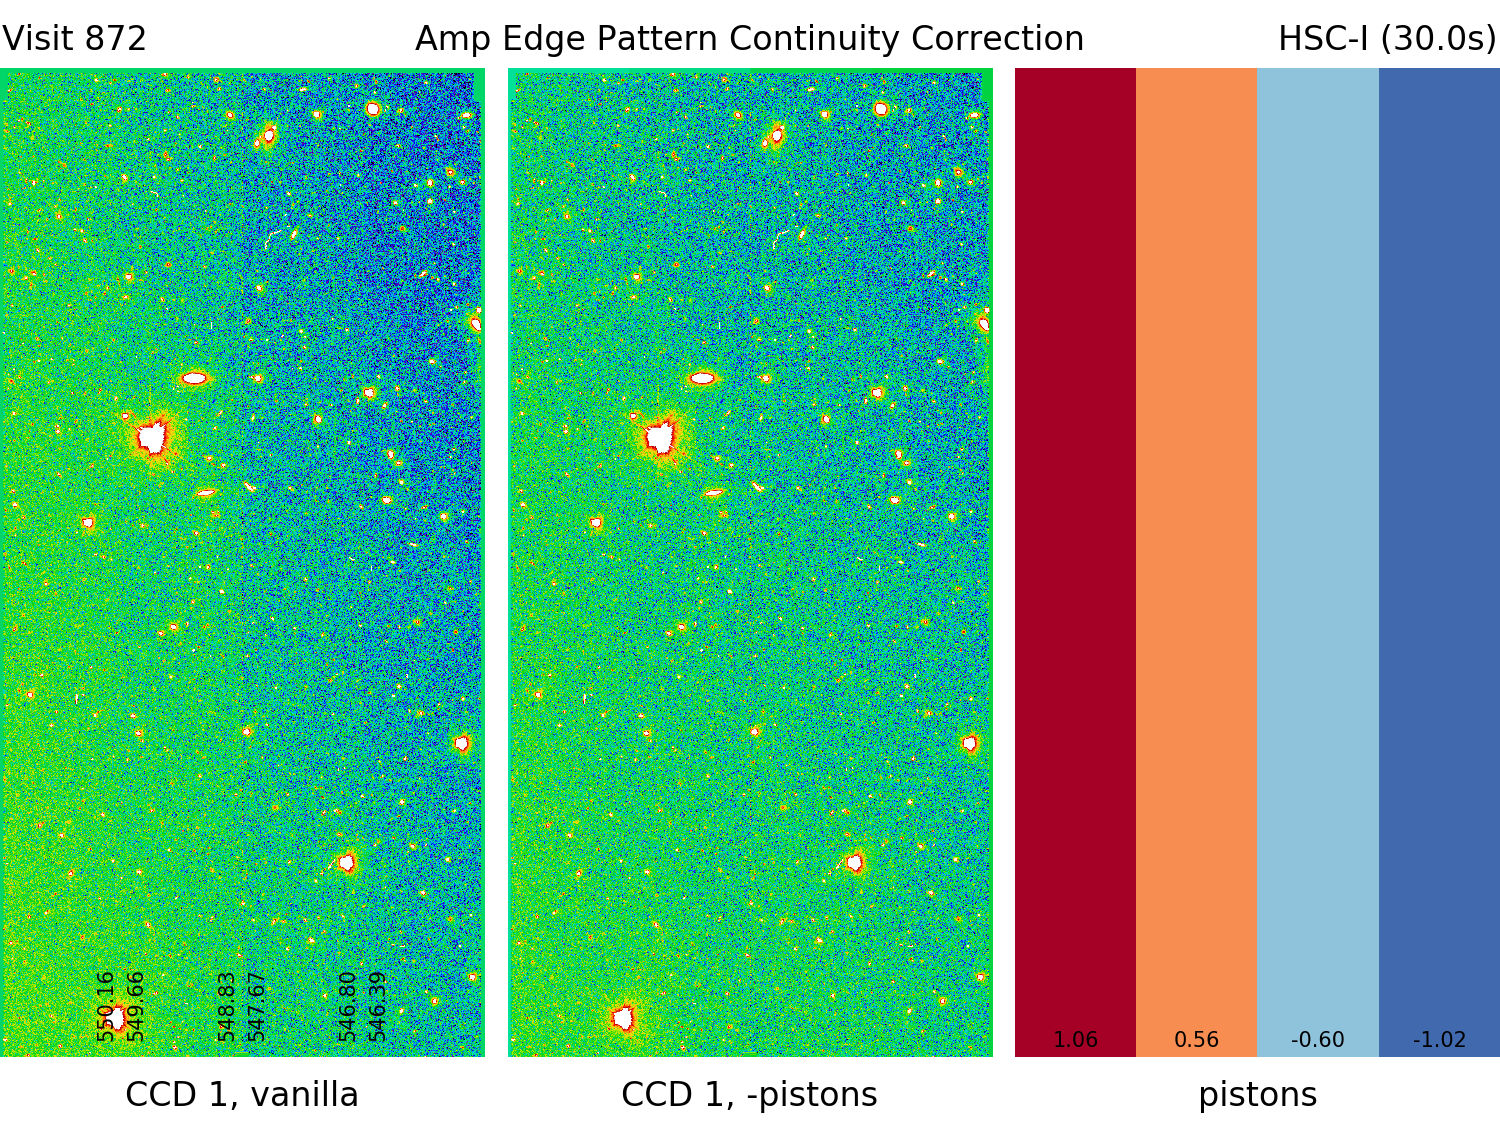 Visit 872 Amp Edge Pattern Continuity Correction HSC-I (30.0s)
550.16
549.66
548.83
547.67
546.80
546.39
1.06 0.56 -0.60 -1.02
CCD 1, vanilla CCD 1, -pistons pistons